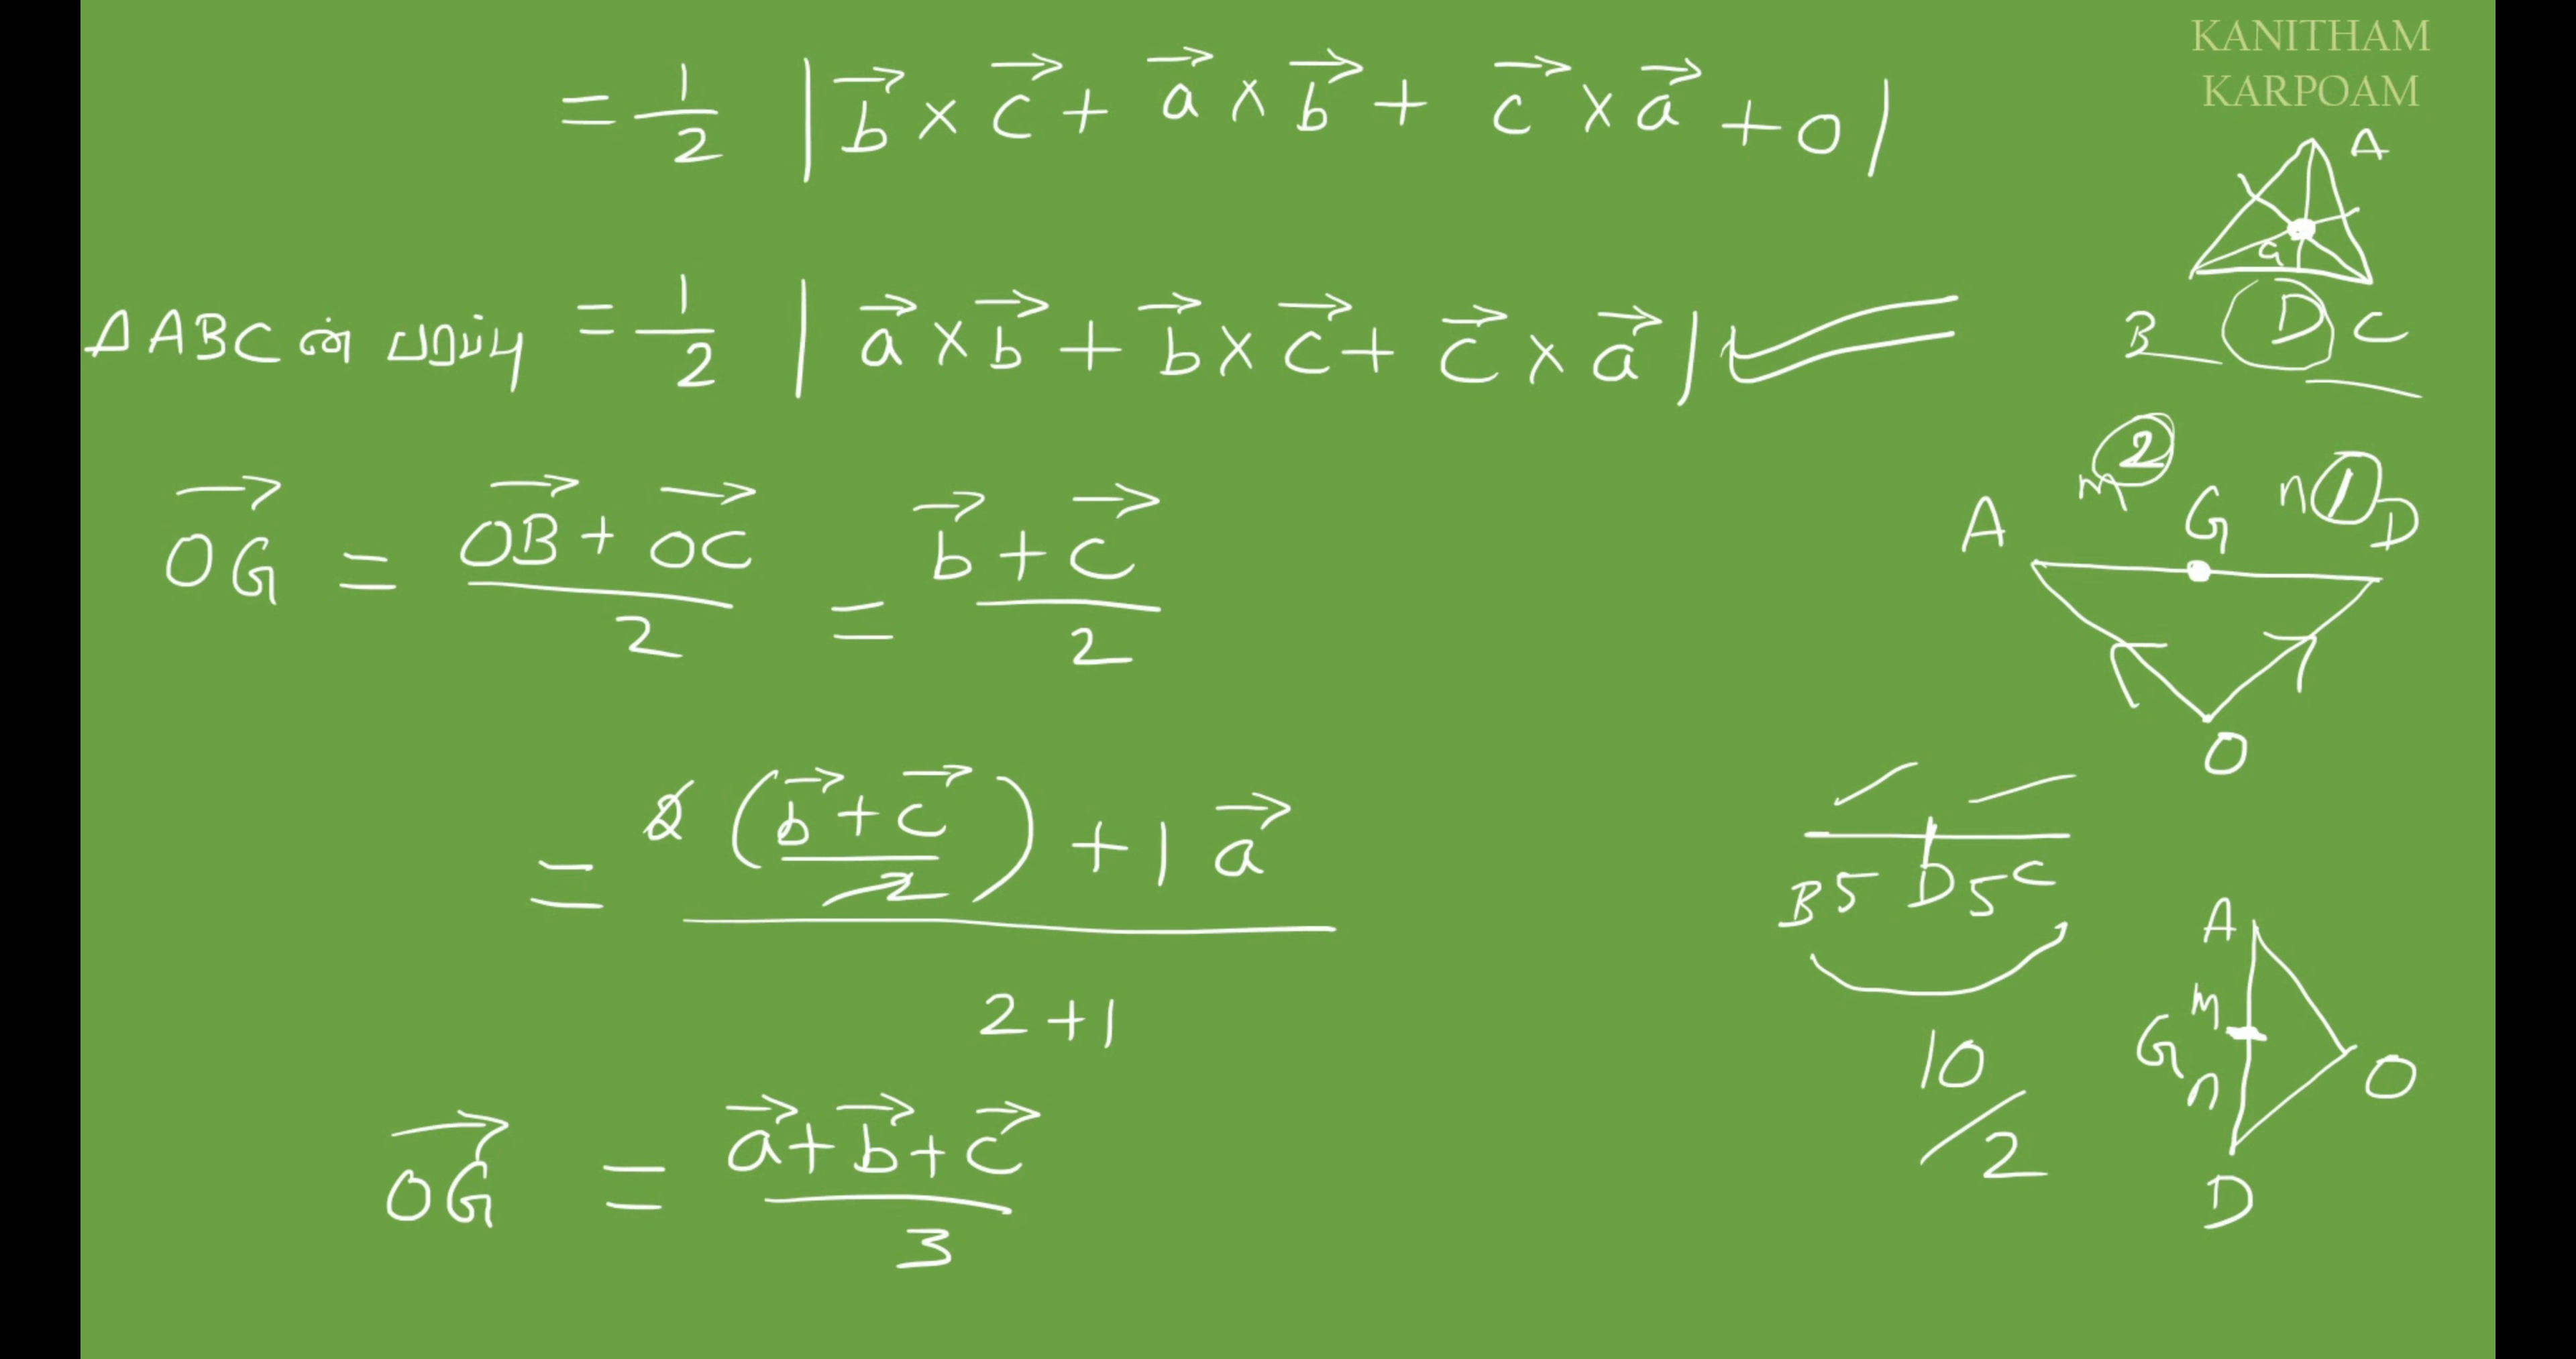 KANITHAM
KARPOAM
= 1/2 |b⃗ × c⃗ + a⃗ × b⃗ + c⃗ × a⃗ + 0|
A
G
B D C
ΔABC ன் பரப்பு = 1/2 |a⃗ × b⃗ + b⃗ × c⃗ + c⃗ × a⃗|
m 2 G n 1
A D
O
OG⃗ = (OB⃗ + OC⃗)/2 = (b⃗ + c⃗)/2
= (2((b⃗ + c⃗)/2) + 1 a⃗)/(2 + 1)
B 5 D 5 C
10/2
A
m
G
n
O
D
OG⃗ = (a⃗ + b⃗ + c⃗)/3